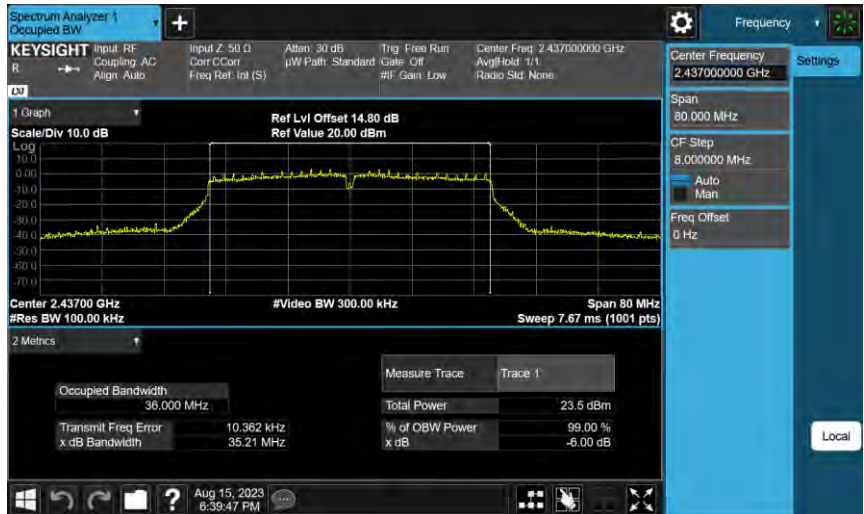 Spectrum Analyzer 1
Occupied BW
+
Frequency
KEYSIGHT
R
LXI
Input: RF
Coupling: AC
Align: Auto
Input Z: 50 Ω
Corr CCorr
Freq Ref: Int (S)
Atten: 30 dB
µW Path: Standard
Trig: Free Run
Gate: Off
#IF Gain: Low
Center Freq: 2.437000000 GHz
Avg|Hold: 1/1
Radio Std: None
Center Frequency
2.437000000 GHz
Settings
Span
80.000 MHz
CF Step
8.000000 MHz
Auto
Man
Freq Offset
0 Hz
Local
1 Graph
Scale/Div 10.0 dB
Ref Lvl Offset 14.80 dB
Ref Value 20.00 dBm
Log
10.0
0.00
-10.0
-20.0
-30.0
-40.0
-50.0
-60.0
-70.0
Center 2.43700 GHz
#Res BW 100.00 kHz
#Video BW 300.00 kHz
Span 80 MHz
Sweep 7.67 ms (1001 pts)
2 Metrics
Measure Trace
Trace 1
Occupied Bandwidth
36.000 MHz
Total Power
23.5 dBm
Transmit Freq Error
10.362 kHz
% of OBW Power
99.00 %
x dB Bandwidth
35.21 MHz
x dB
-6.00 dB
?
Aug 15, 2023
6:39:47 PM